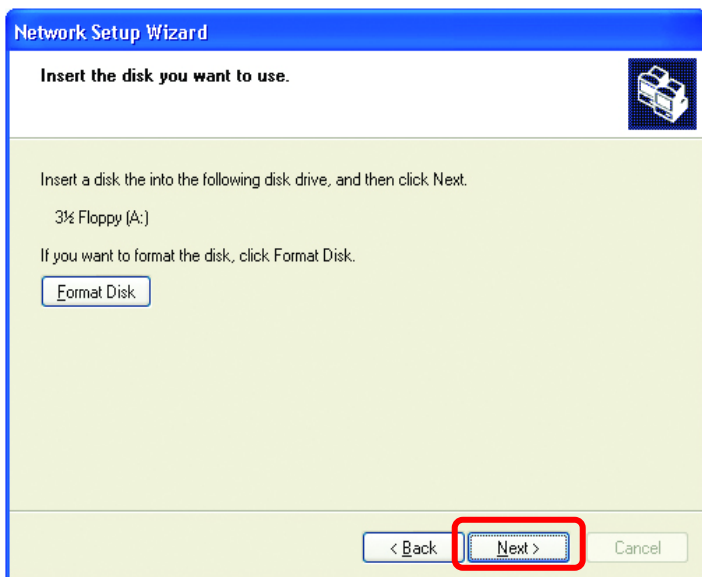 Network Setup Wizard
Insert the disk you want to use.
Insert a disk the into the following disk drive, and then click Next.
3½ Floppy (A:)
If you want to format the disk, click Format Disk.
Format Disk
< Back Next > Cancel